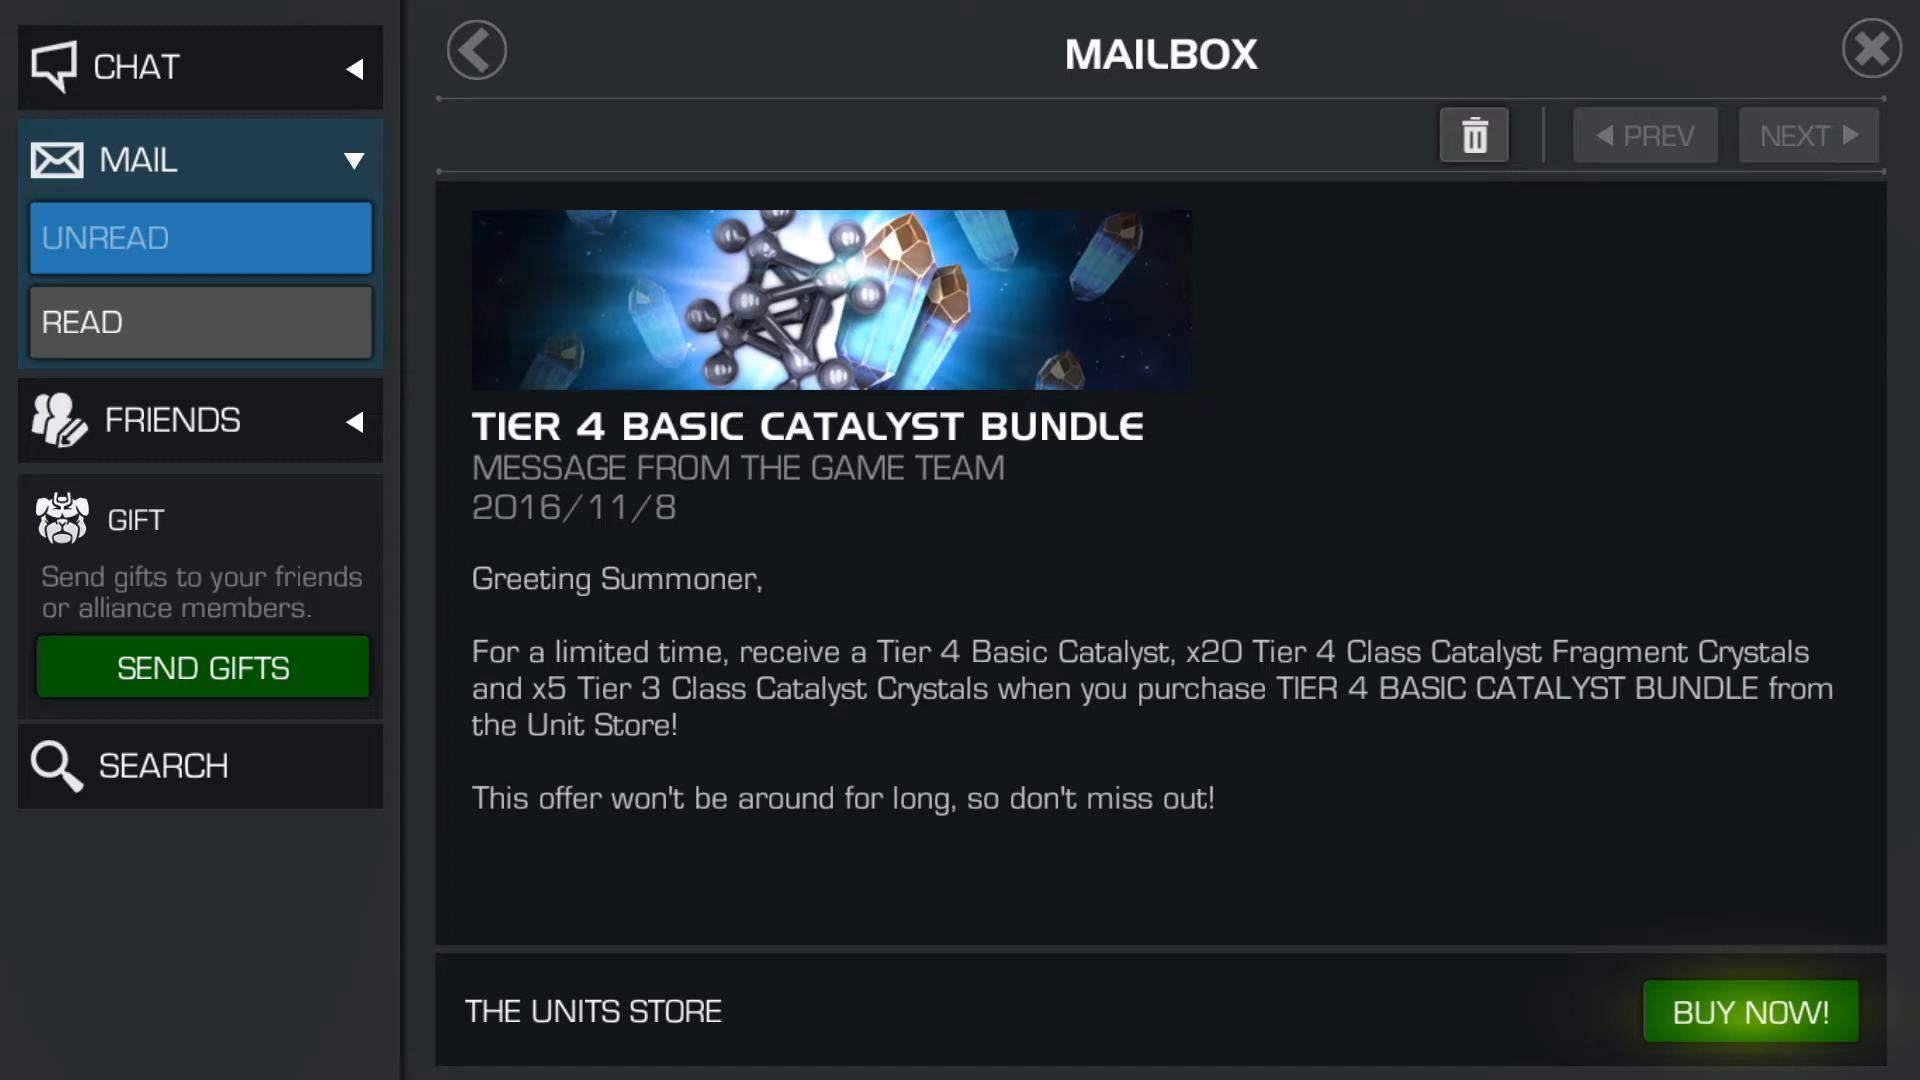 CHAT
MAIL
UNREAD
READ
FRIENDS
GIFT
Send gifts to your friends
or alliance members.
SEND GIFTS
SEARCH
MAILBOX
PREV
NEXT
TIER 4 BASIC CATALYST BUNDLE
MESSAGE FROM THE GAME TEAM
2016/11/8
Greeting Summoner,
For a limited time, receive a Tier 4 Basic Catalyst, x20 Tier 4 Class Catalyst Fragment Crystals
and x5 Tier 3 Class Catalyst Crystals when you purchase TIER 4 BASIC CATALYST BUNDLE from
the Unit Store!
This offer won't be around for long, so don't miss out!
THE UNITS STORE
BUY NOW!